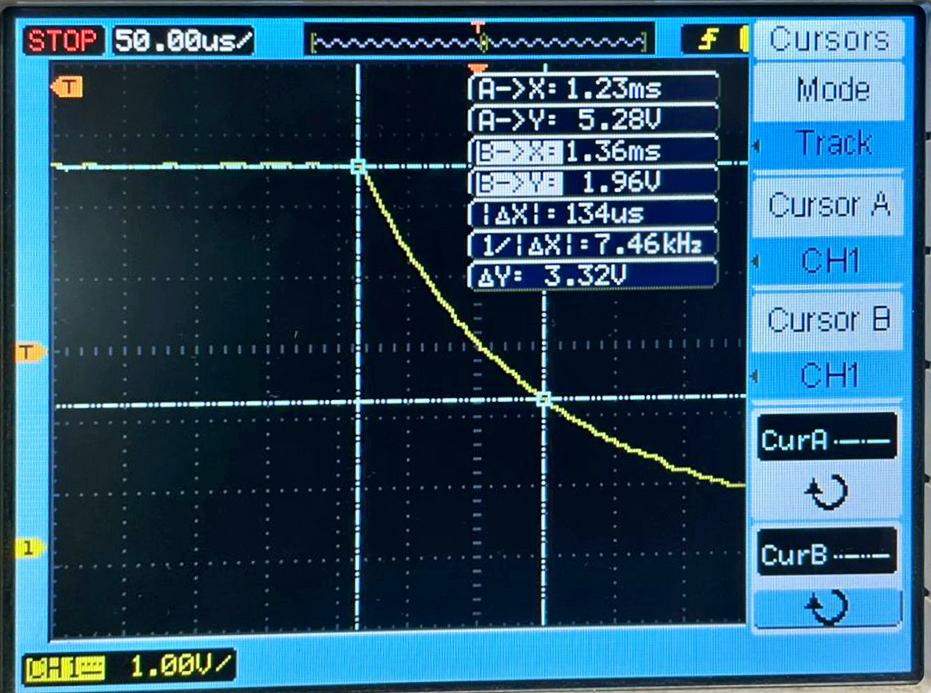 STOP 50.00us/ T Cursors
T A->X: 1.23ms Mode
A->Y: 5.28V
B->X: 1.36ms Track
B->Y: 1.96V
|ΔX|: 134us Cursor A
1/|ΔX|: 7.46kHz CH1
ΔY: 3.32V
Cursor B
T
CH1
CurA
1
CurB
CH1 1.00V/